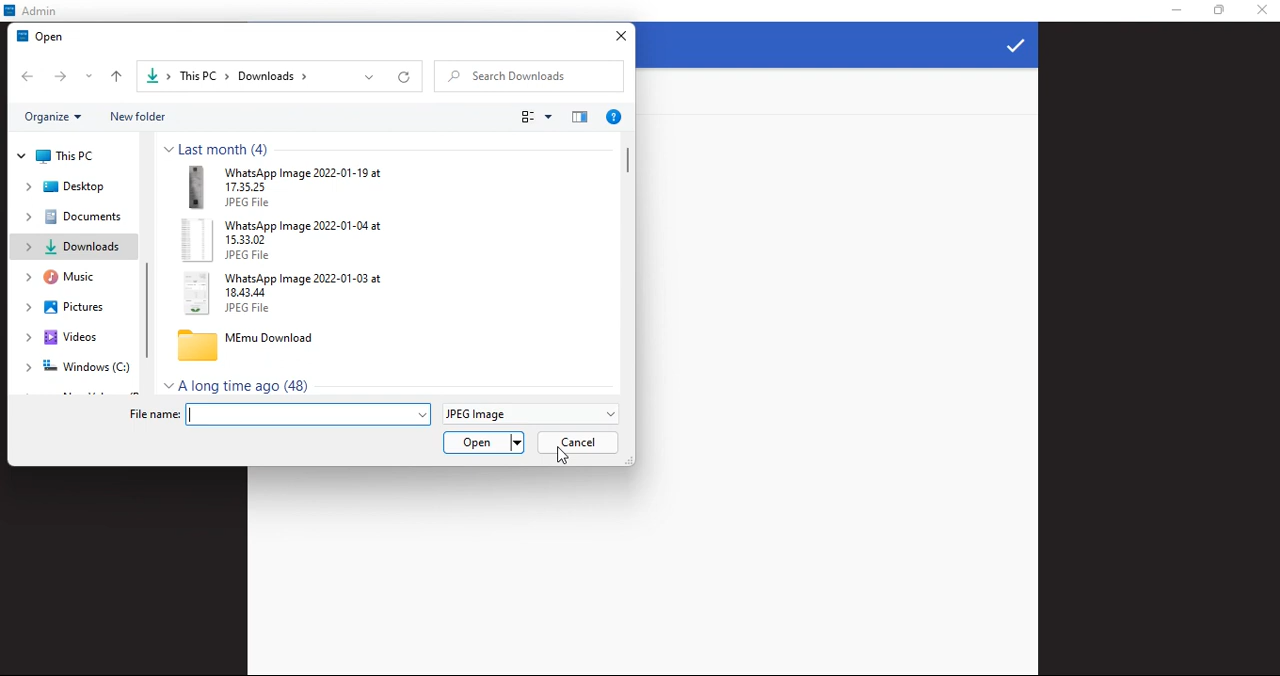 Admin
Open
This PC > Downloads >
Search Downloads
Organize
New folder
This PC
Desktop
Documents
Downloads
Music
Pictures
Videos
Windows (C:)
Last month (4)
WhatsApp Image 2022-01-19 at
17.35.25
JPEG File
WhatsApp Image 2022-01-04 at
15.33.02
JPEG File
WhatsApp Image 2022-01-03 at
18.43.44
JPEG File
MEmu Download
A long time ago (48)
File name:
JPEG Image
Open
Cancel